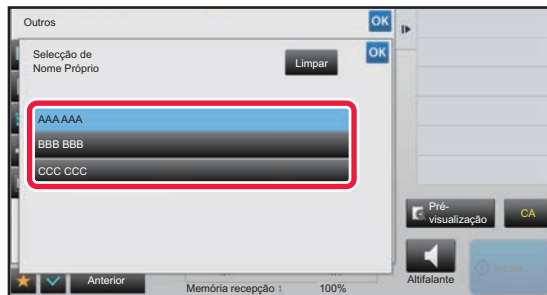 Outros
OK
Selecção de
Nome Próprio
Limpar
OK
AAA AAA
BBB BBB
CCC CCC
Pré-
visualização
CA
Anterior
Memória recepção :
100%
Altifalante
Iniciar